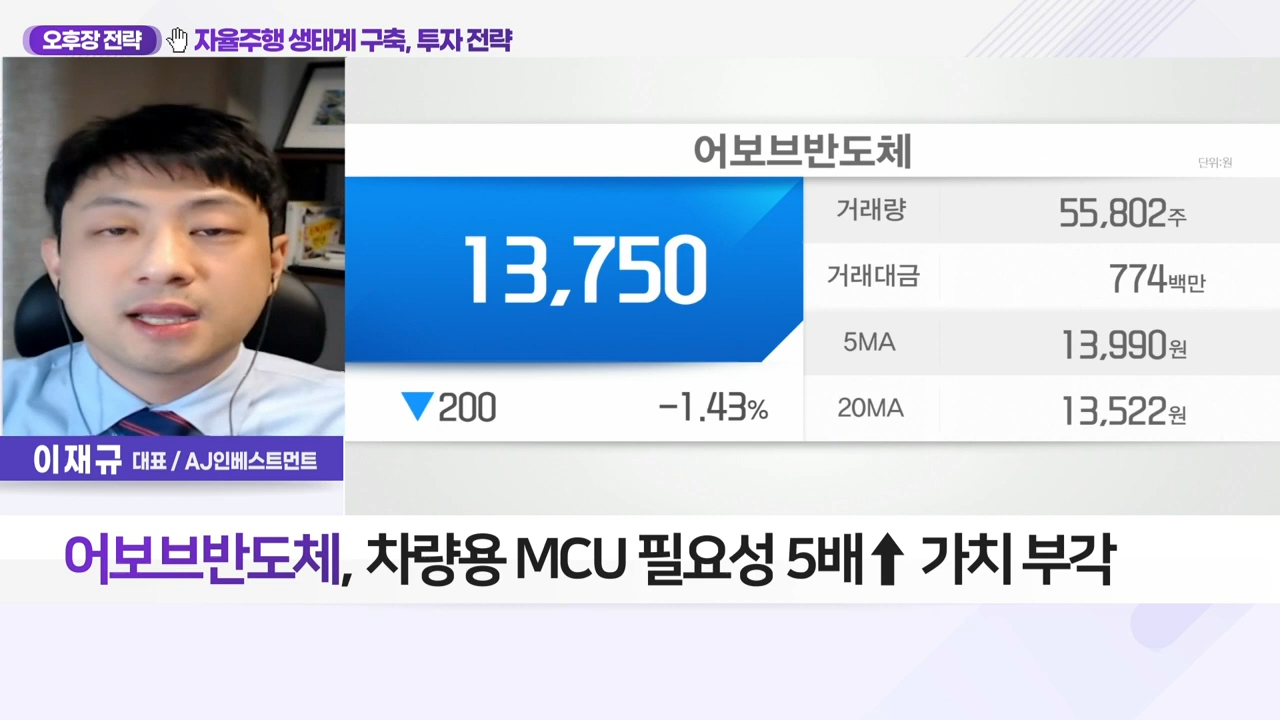 오후장 전략 자율주행 생태계 구축, 투자 전략
어보브반도체
단위:원
13,750
▼200 -1.43%
거래량 55,802주
거래대금 774백만
5MA 13,990원
20MA 13,522원
이재규 대표 / AJ인베스트먼트
어보브반도체, 차량용 MCU 필요성 5배⬆ 가치 부각